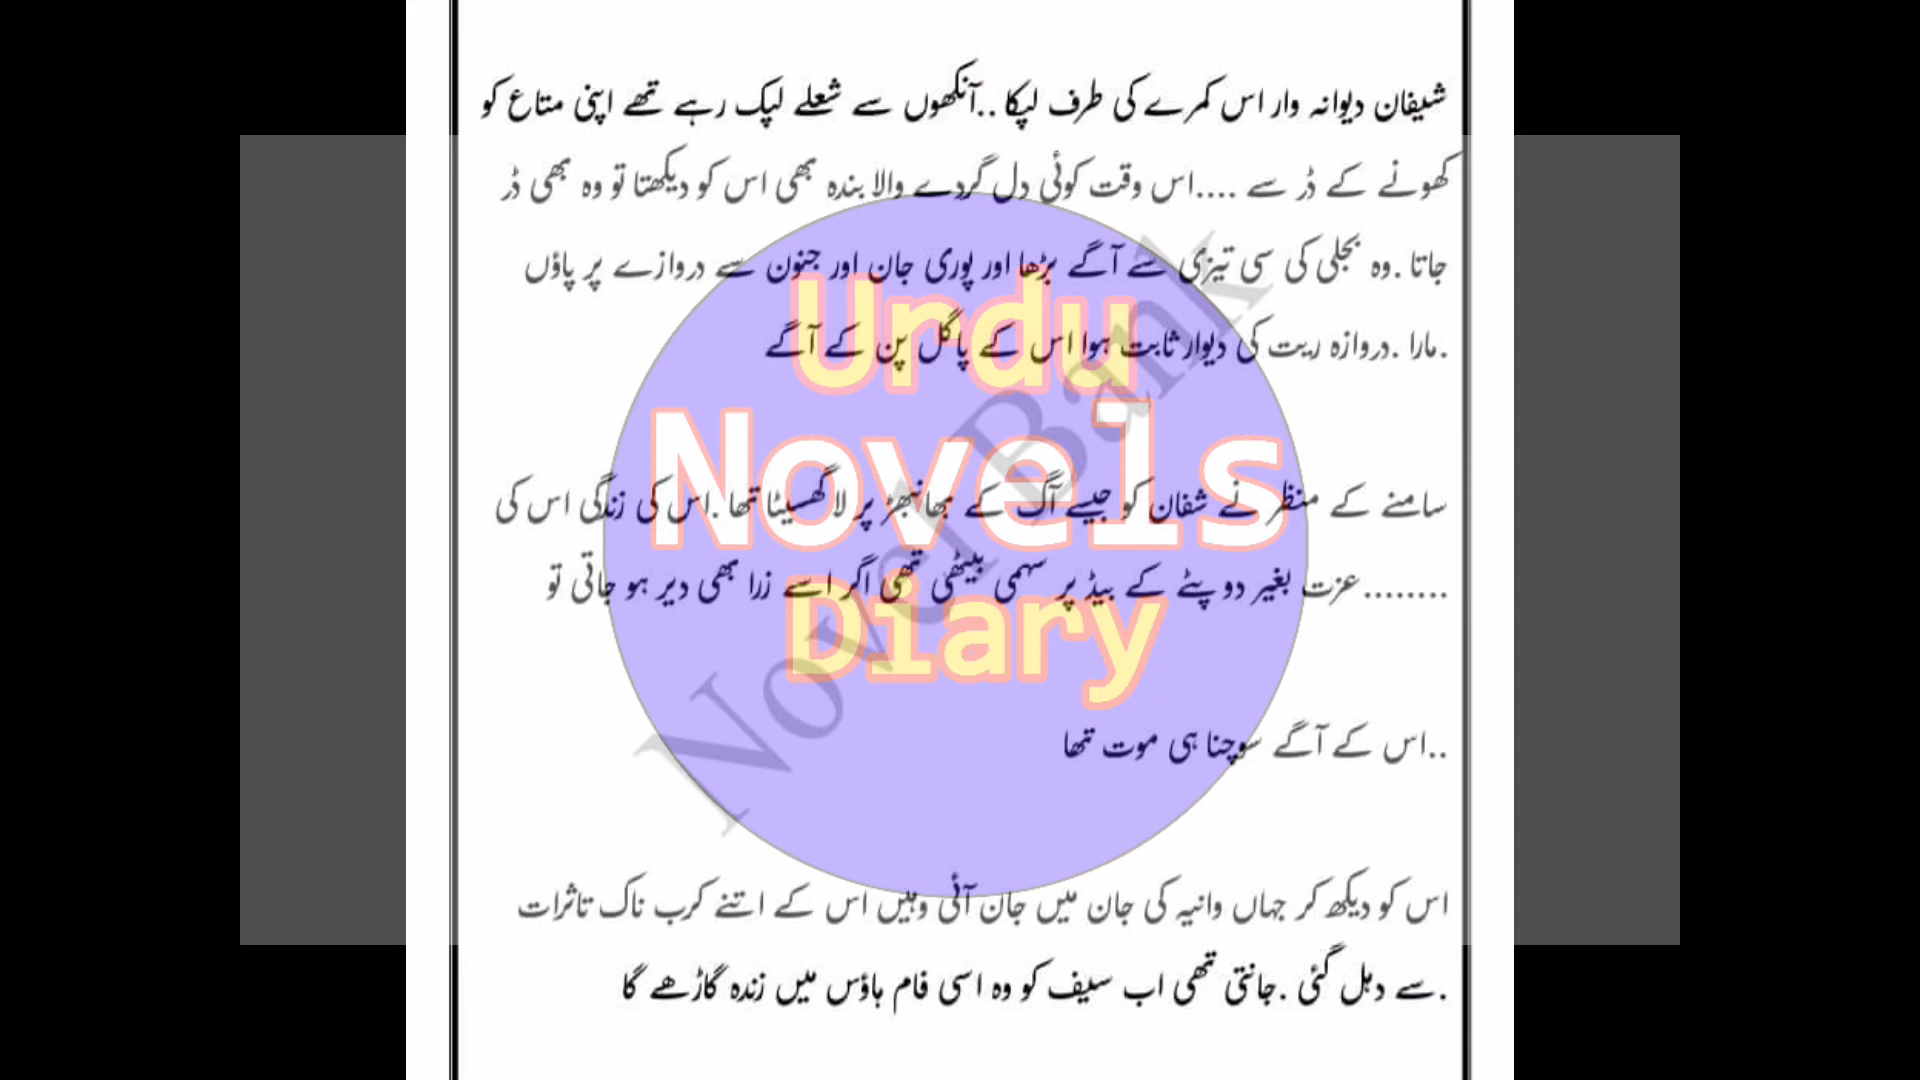 شیفان دیوانہ وار اس کمرے کی طرف لپکا ..آنکھوں سے شعلے لپک رہے تھے اپنی متاع کو
کھونے کے ڈر سے ....اس وقت کوئی دل گردے والا بندہ بھی اس کو دیکھتا تو وہ بھی ڈر
جاتا .وہ بجلی کی سی تیزی سے آگے بڑھا اور پوری جان اور جنون سے دروازے پر پاؤں
.مارا .دروازہ ریت کی دیوار ثابت ہوا اس کے پاگل پن کے آگے
سامنے کے منظر نے شفان کو جیسے آگ کے بھانبھڑ پر لا گھسیٹا تھا .اس کی زندگی اس کی
........عزت بغیر دوپٹے کے بیڈ پر سہمی بیٹھی تھی اگر اسے زرا بھی دیر ہو جاتی تو
..اس کے آگے سوچنا ہی موت تھا
اس کو دیکھ کر جہاں وانیہ کی جان میں جان آئی وہیں اس کے اتنے کرب ناک تاثرات
.سے دہل گئی .جانتی تھی اب سیف کو وہ اسی فام ہاؤس میں زندہ گاڑھے گا
Urdu
Novels
Diary
Novel Bank